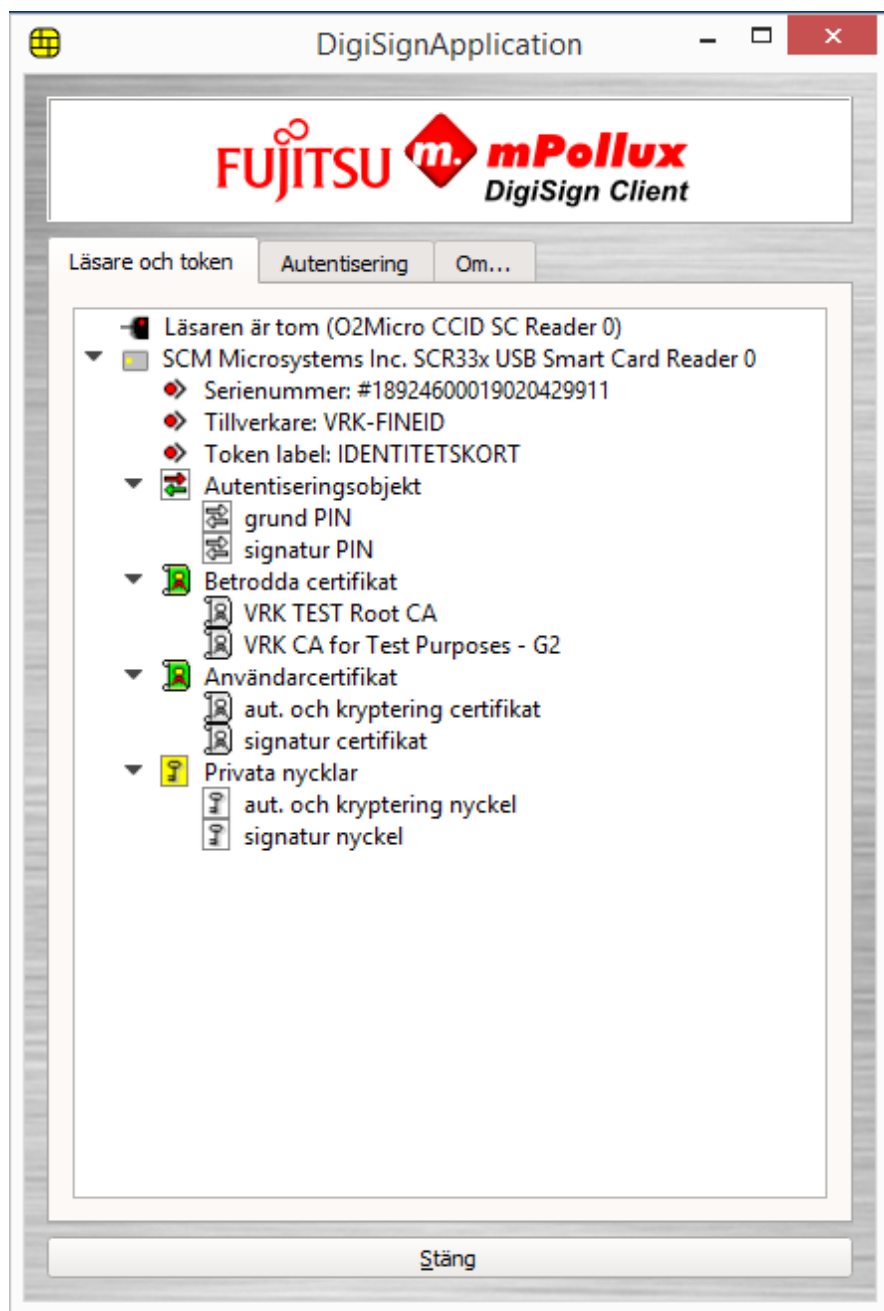 DigiSignApplication
FUJITSU m. mPollux
DigiSign Client
Läsare och token Autentisering Om...
Läsaren är tom (O2Micro CCID SC Reader 0)
SCM Microsystems Inc. SCR33x USB Smart Card Reader 0
Serienummer: #18924600019020429911
Tillverkare: VRK-FINEID
Token label: IDENTITETSKORT
Autentiseringsobjekt
grund PIN
signatur PIN
Betrodda certifikat
VRK TEST Root CA
VRK CA for Test Purposes - G2
Användarcertifikat
aut. och kryptering certifikat
signatur certifikat
Privata nycklar
aut. och kryptering nyckel
signatur nyckel
Stäng